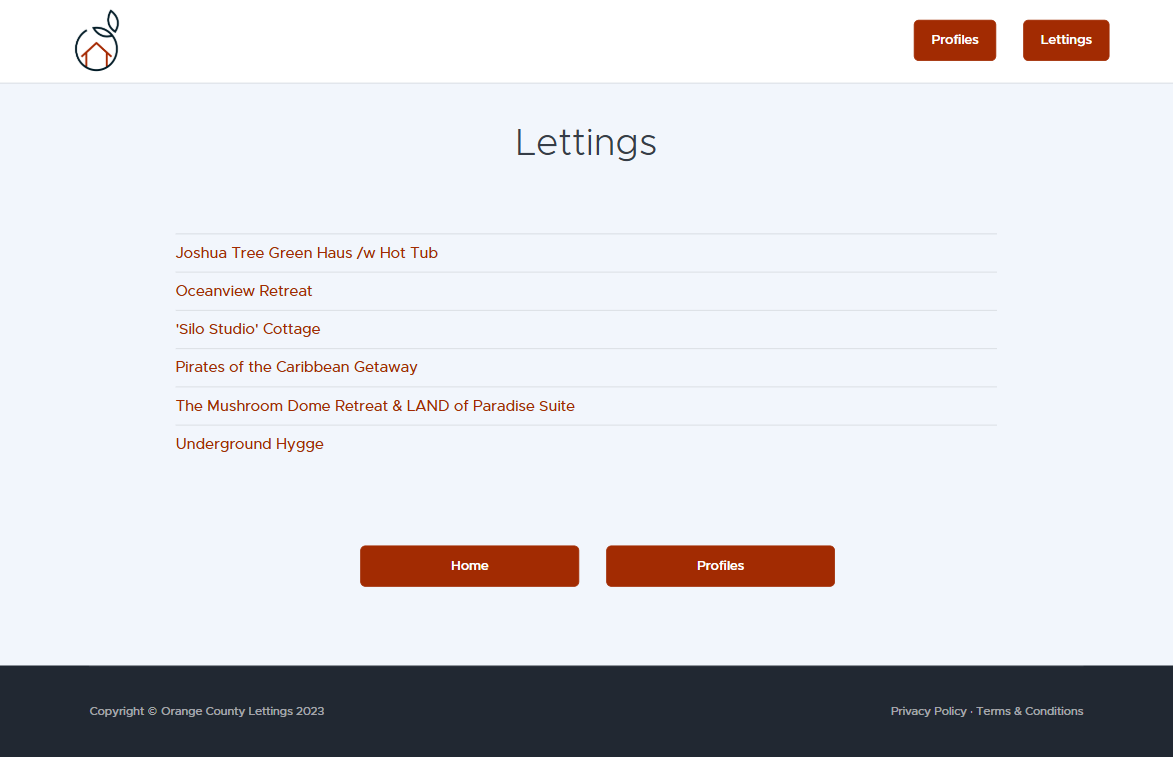 Profiles
Lettings
Lettings
Joshua Tree Green Haus /w Hot Tub
Oceanview Retreat
'Silo Studio' Cottage
Pirates of the Caribbean Getaway
The Mushroom Dome Retreat & LAND of Paradise Suite
Underground Hygge
Home
Profiles
Copyright © Orange County Lettings 2023
Privacy Policy · Terms & Conditions